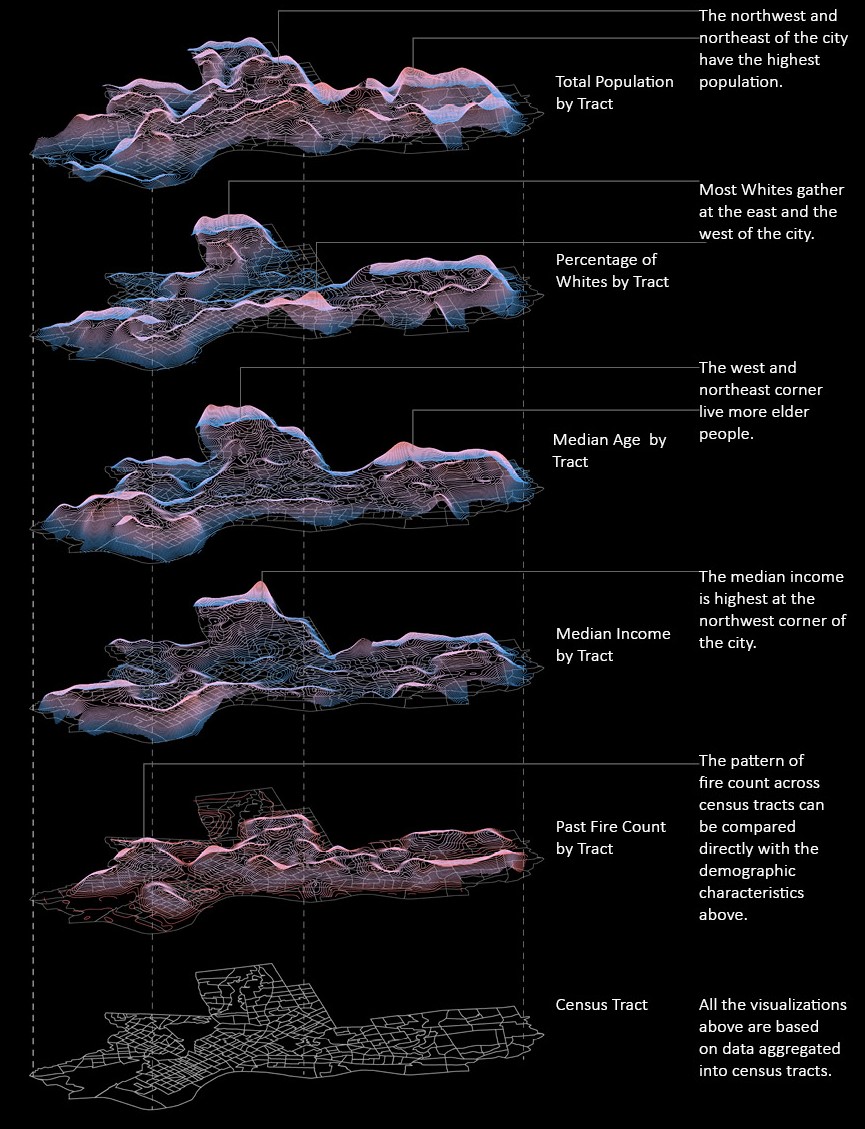 The northwest and
northeast of the city
have the highest
population.
Total Population
by Tract
Most Whites gather
at the east and the
west of the city.
Percentage of
Whites by Tract
The west and
northeast corner
live more elder
people.
Median Age by
Tract
The median income
is highest at the
northwest corner of
the city.
Median Income
by Tract
The pattern of
fire count across
census tracts can
be compared
directly with the
demographic
characteristics
above.
Past Fire Count
by Tract
Census Tract
All the visualizations
above are based
on data aggregated
into census tracts.